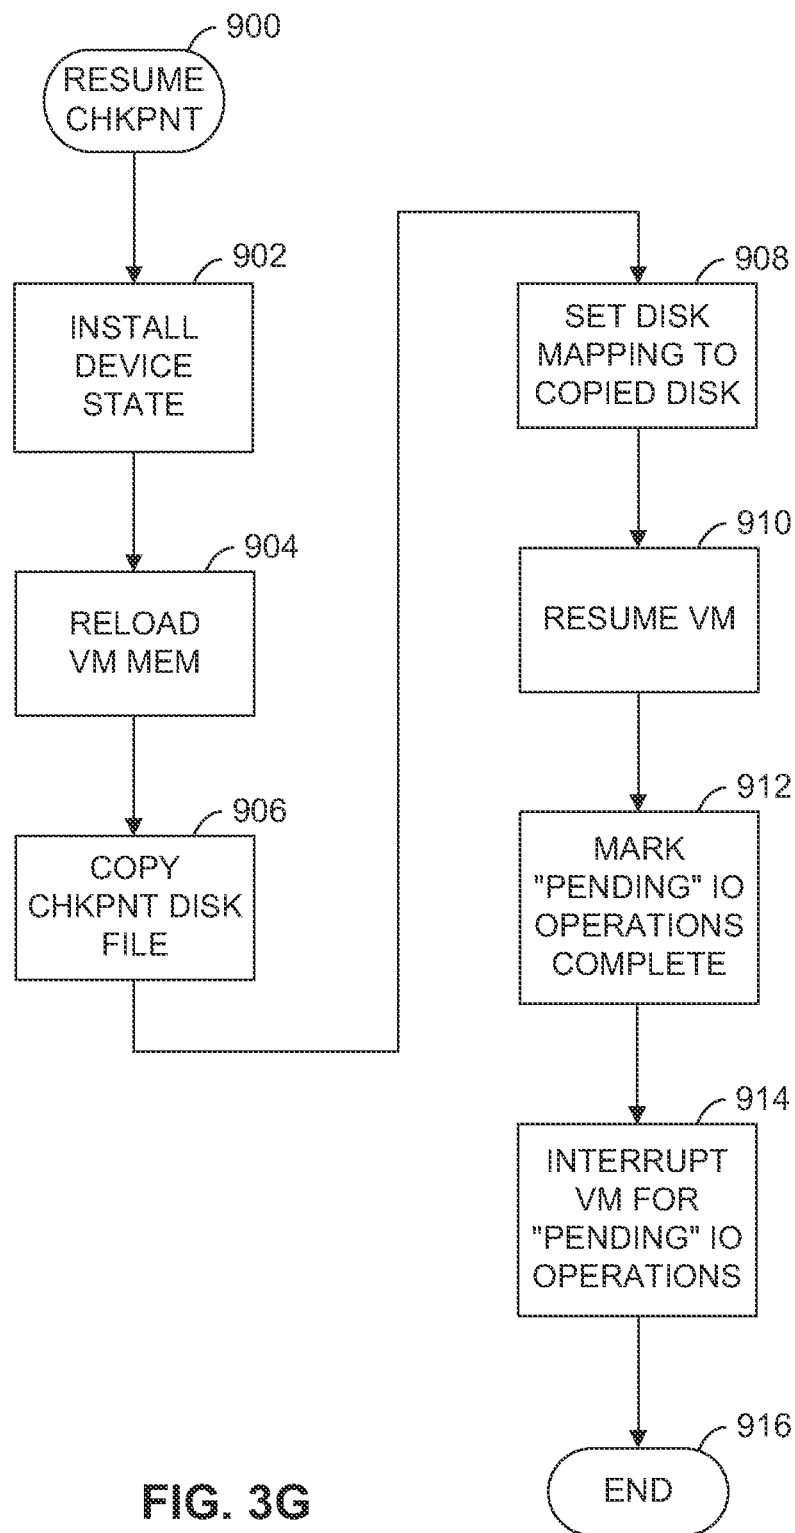 900
RESUME
CHKPNT
902
INSTALL
DEVICE
STATE
904
RELOAD
VM MEM
906
COPY
CHKPNT DISK
FILE
908
SET DISK
MAPPING TO
COPIED DISK
910
RESUME VM
912
MARK
"PENDING" IO
OPERATIONS
COMPLETE
914
INTERRUPT
VM FOR
"PENDING" IO
OPERATIONS
916
END
FIG. 3G